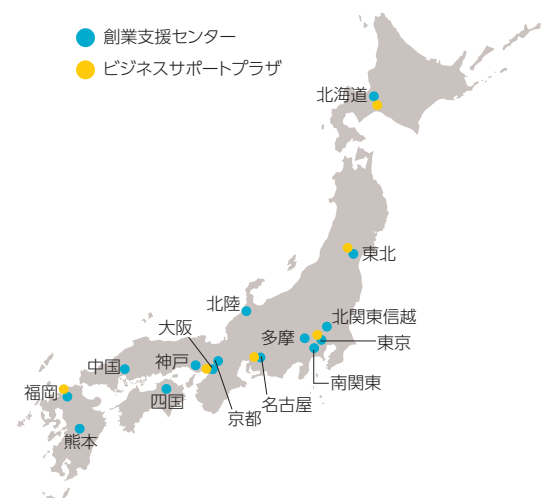 創業支援センター
ビジネスサポートプラザ
北海道
東北
北陸
北関東信越
大阪
多摩
東京
中国
神戸
南関東
福岡
四国
京都
名古屋
熊本